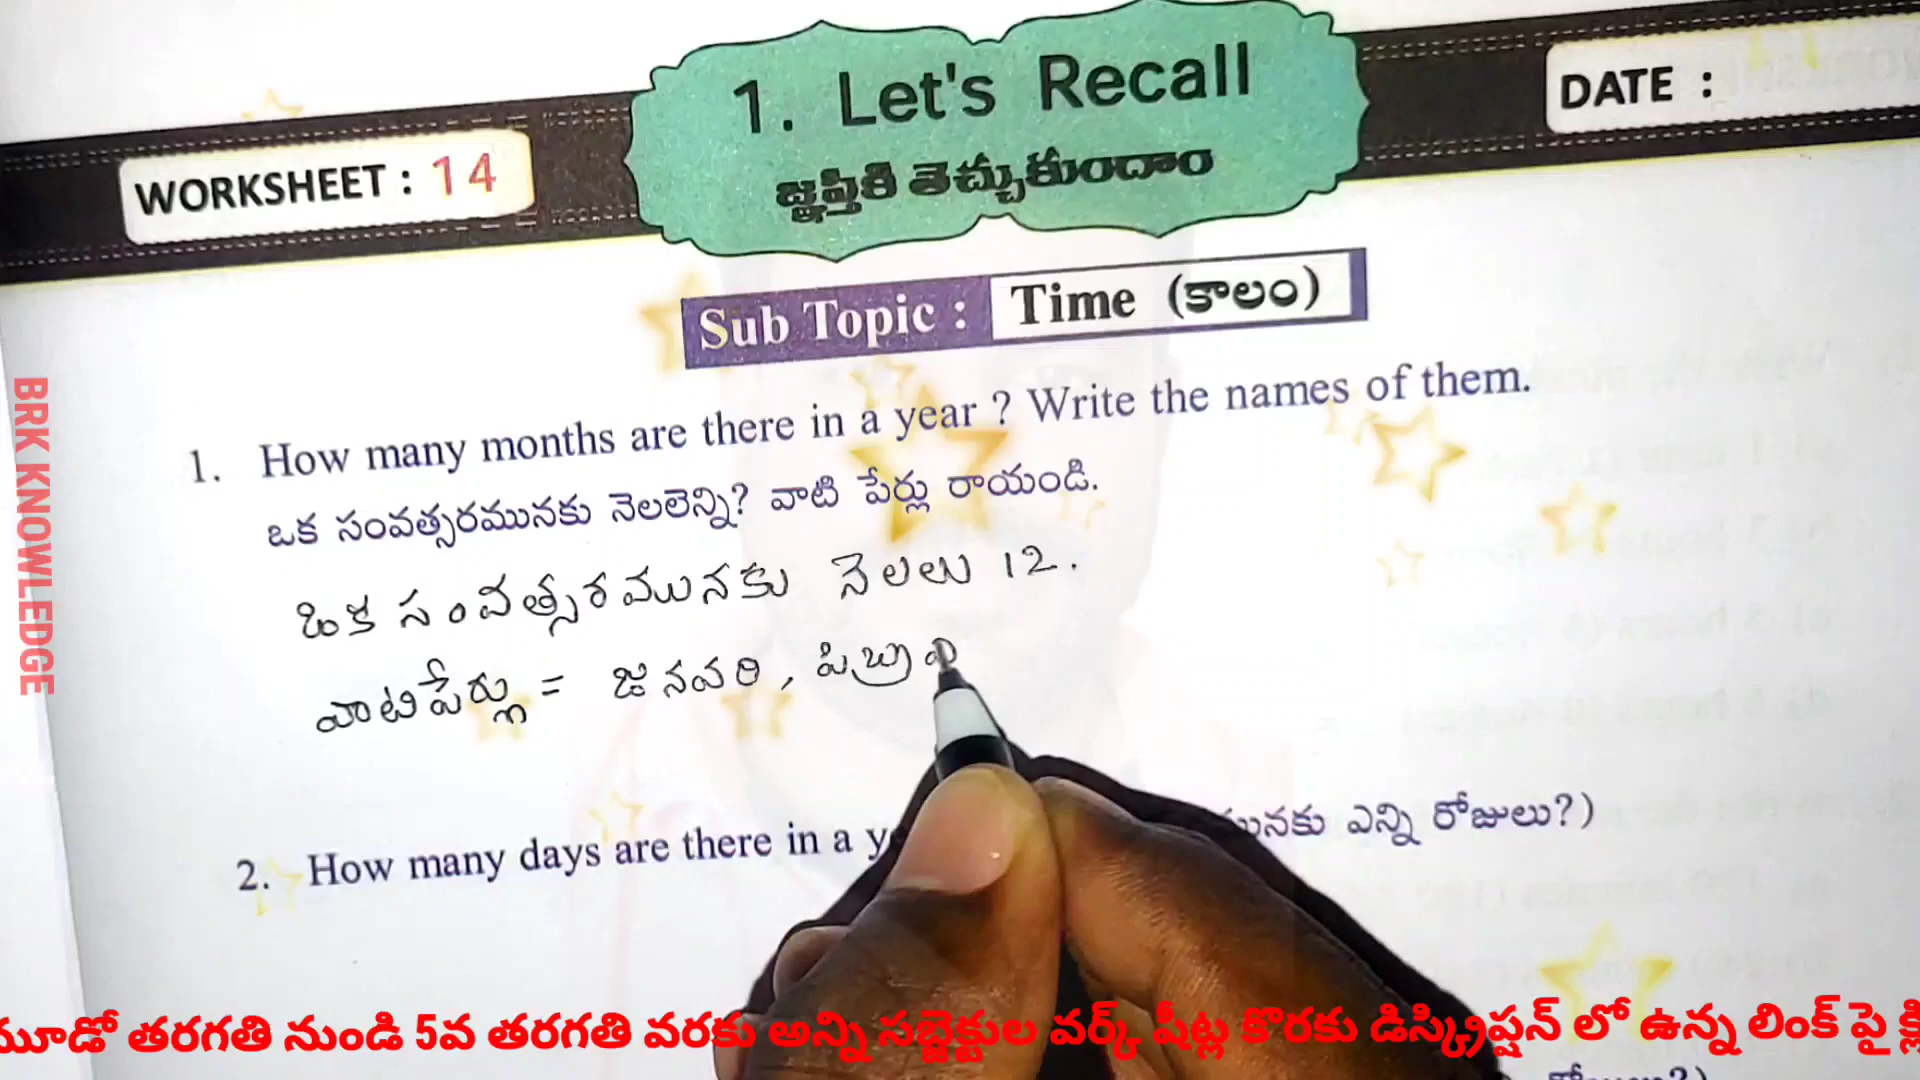 1. Let's Recall
జ్ఞప్తికి తెచ్చుకుందాం
WORKSHEET : 14
DATE :
Sub Topic : Time (కాలం)
1. How many months are there in a year ? Write the names of them.
ఒక సంవత్సరమునకు నెలలెన్ని? వాటి పేర్లు రాయండి.
ఒక సంవత్సరమునకు నెలలు 12.
వాటిపేర్లు = జనవరి, పిబ్ర
2. How many days are there in a
మునకు ఎన్ని రోజులు?)
BRK KNOWLEDGE
మూడో తరగతి నుండి 5వ తరగతి వరకు అన్ని సబ్జెక్టుల వర్క్ షీట్ల కొరకు డిస్క్రిప్షన్ లో ఉన్న లింక్ పై